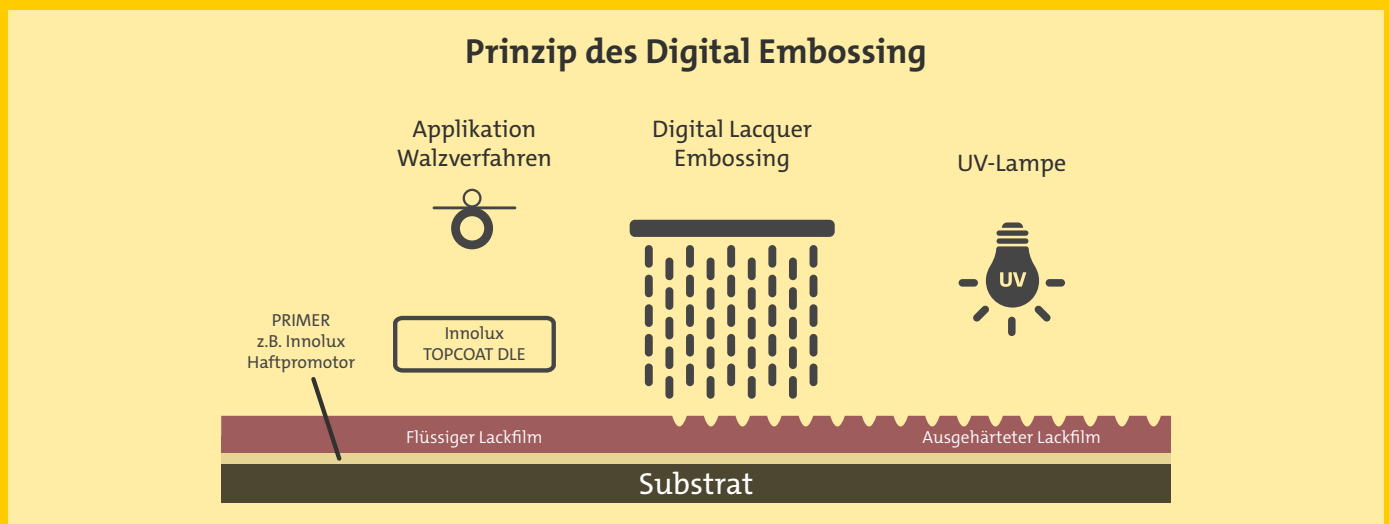 Prinzip des Digital Embossing
Applikation
Walzverfahren
Digital Lacquer
Embossing
UV-Lampe
UV
PRIMER
z.B. Innolux
Haftpromotor
Innolux
TOPCOAT DLE
Flüssiger Lackfilm
Ausgehärteter Lackfilm
Substrat